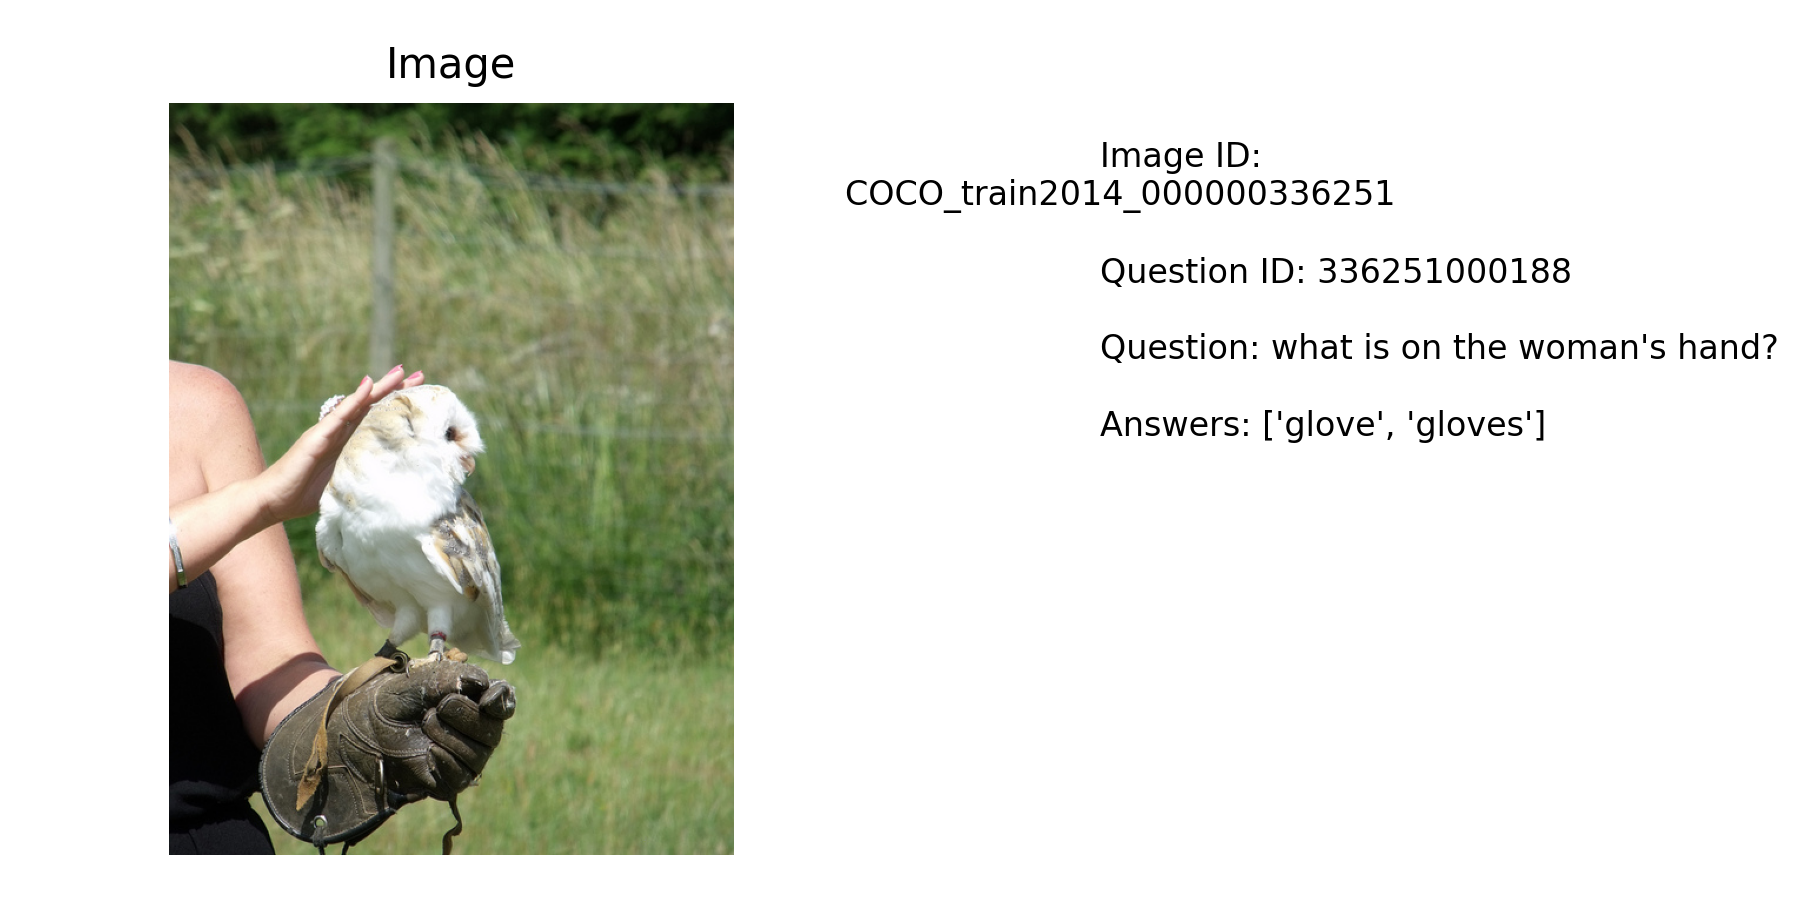 Image
Image ID:
COCO_train2014_000000336251
Question ID: 336251000188
Question: what is on the woman's hand?
Answers: ['glove', 'gloves']